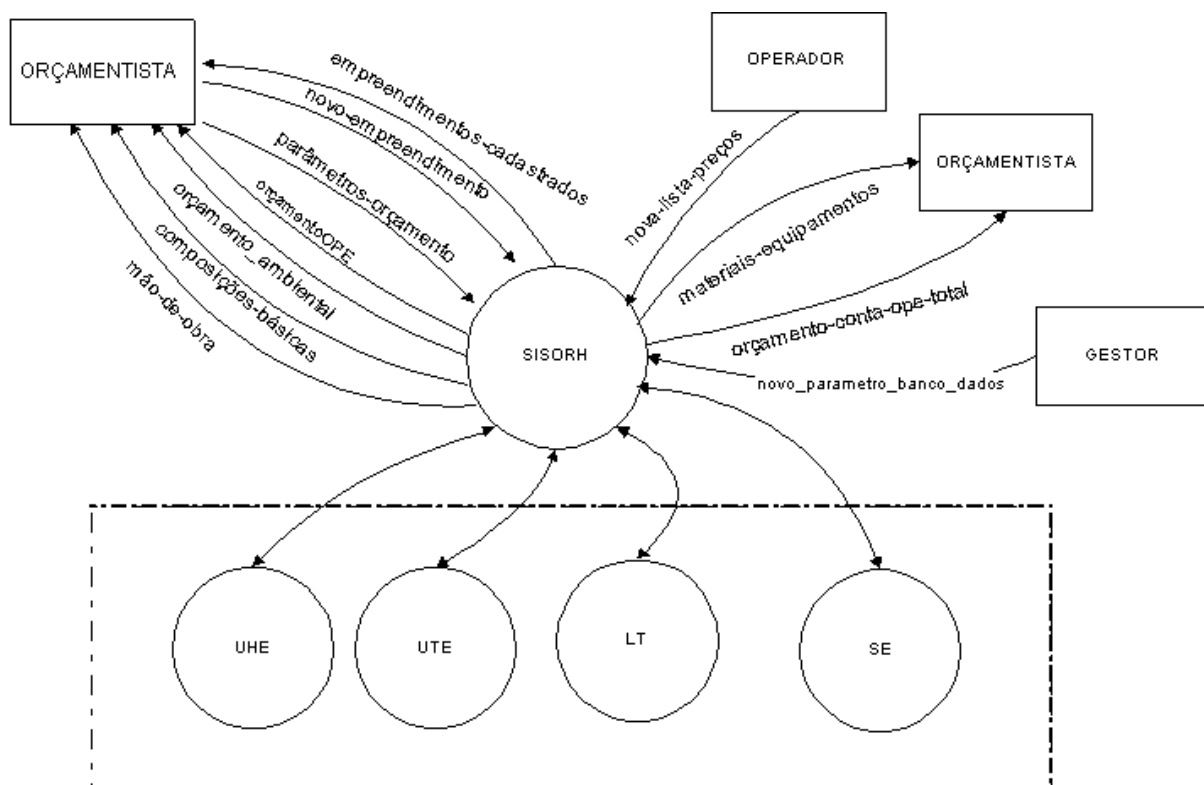 ORÇAMENTISTA
OPERADOR
ORÇAMENTISTA
GESTOR
empreendimentos-cadastrados
novo-empreendimento
parâmetros-orçamento
orçamentoOPE
orçamento_ambiental
composições-básicas
mão-de-obra
nova-lista-preços
materiais-equipamentos
orçamento-conta-ope-total
novo_parametro_banco_dados
SISORH
UHE
UTE
LT
SE